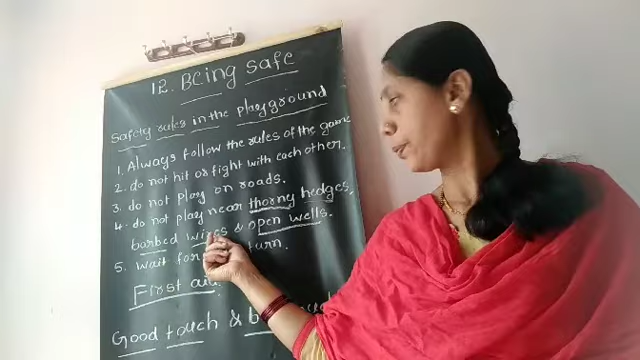 12. Being safe
Safety rules in the playground
1. Always follow the rules of the game
2. do not hit or fight with each other.
3. do not play on roads.
4. do not play near thorny hedges,
barbed wires & open wells.
5. wait for turn.
First aid
Good touch & b